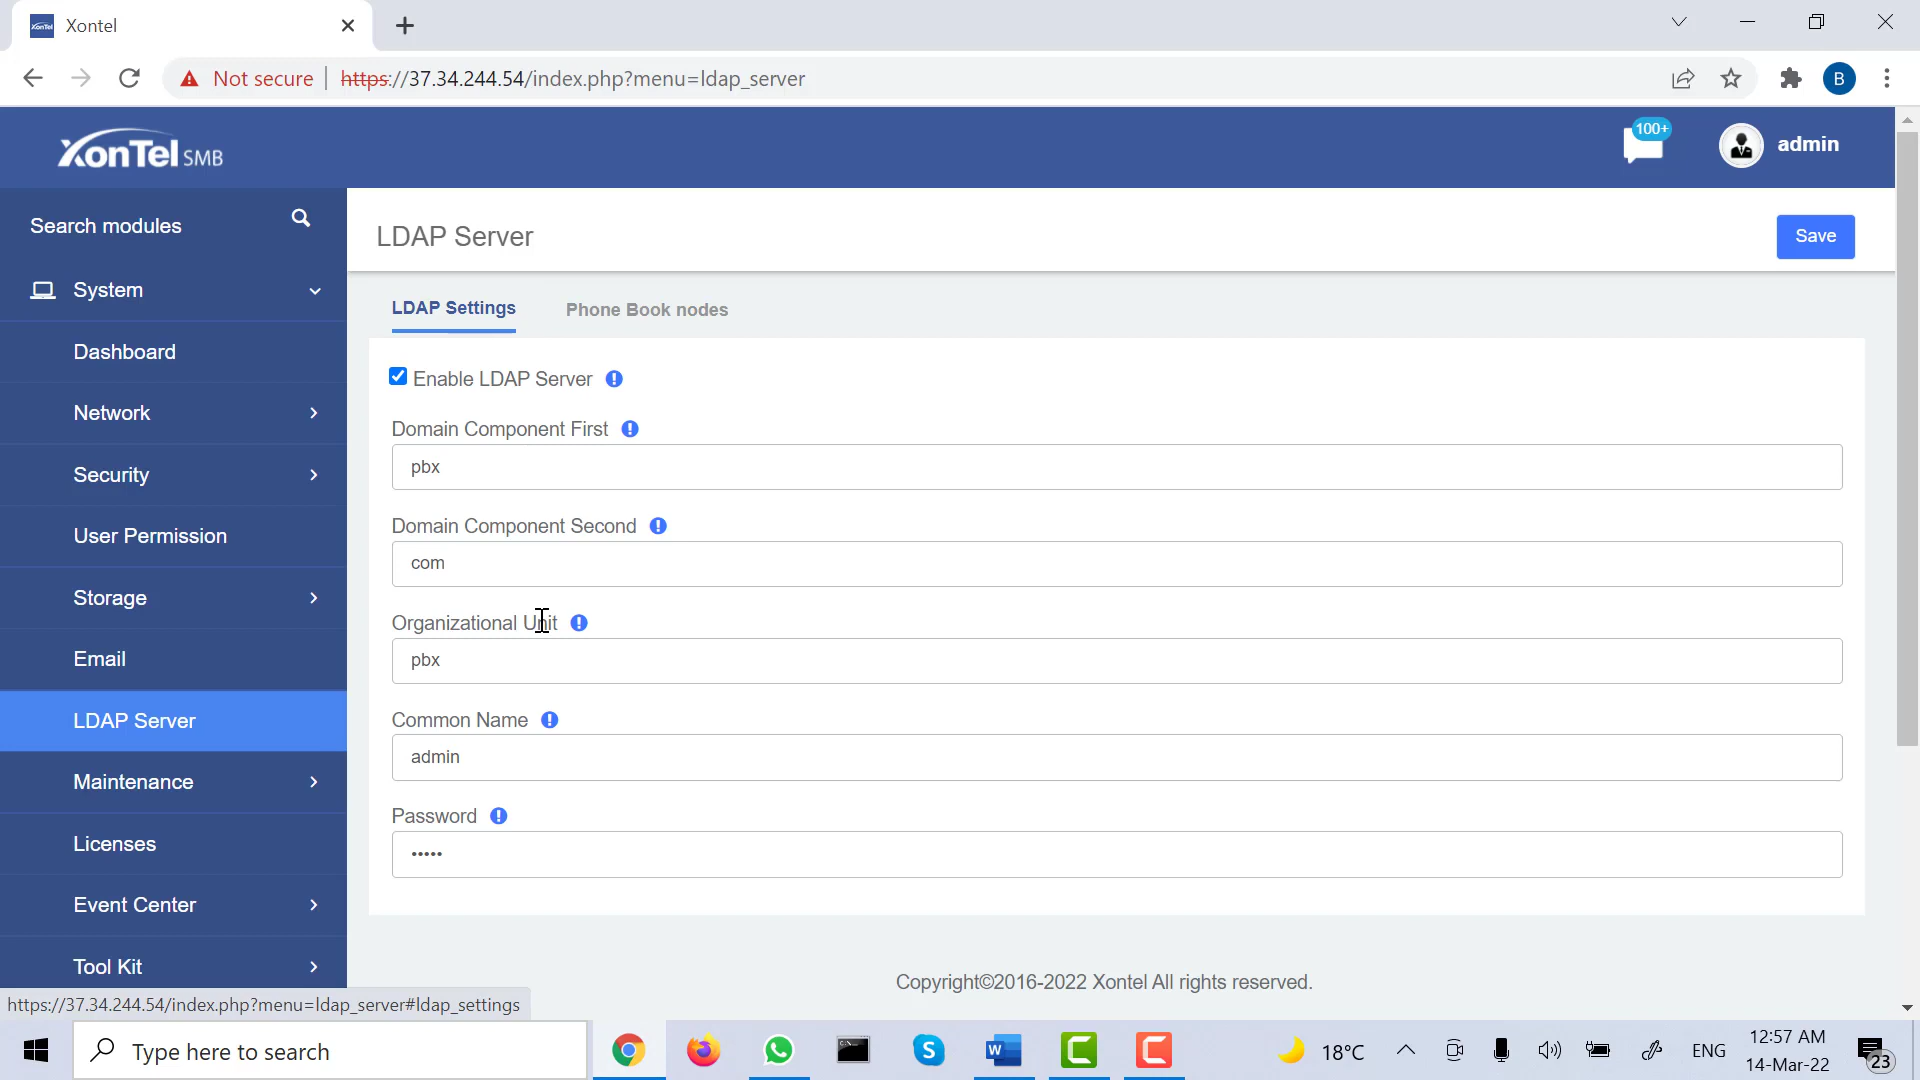 Xontel
Not secure
https://37.34.244.54/index.php?menu=ldap_server
B
XonTel SMB
100+
admin
Search modules
System
Dashboard
Network
Security
User Permission
Storage
Email
LDAP Server
Maintenance
Licenses
Event Center
Tool Kit
LDAP Server
Save
LDAP Settings
Phone Book nodes
Enable LDAP Server
Domain Component First
pbx
Domain Component Second
com
Organizational Unit
pbx
Common Name
admin
Password
•••••
Copyright©2016-2022 Xontel All rights reserved.
https://37.34.244.54/index.php?menu=ldap_server#ldap_settings
Type here to search
18°C
ENG
12:57 AM
14-Mar-22
23